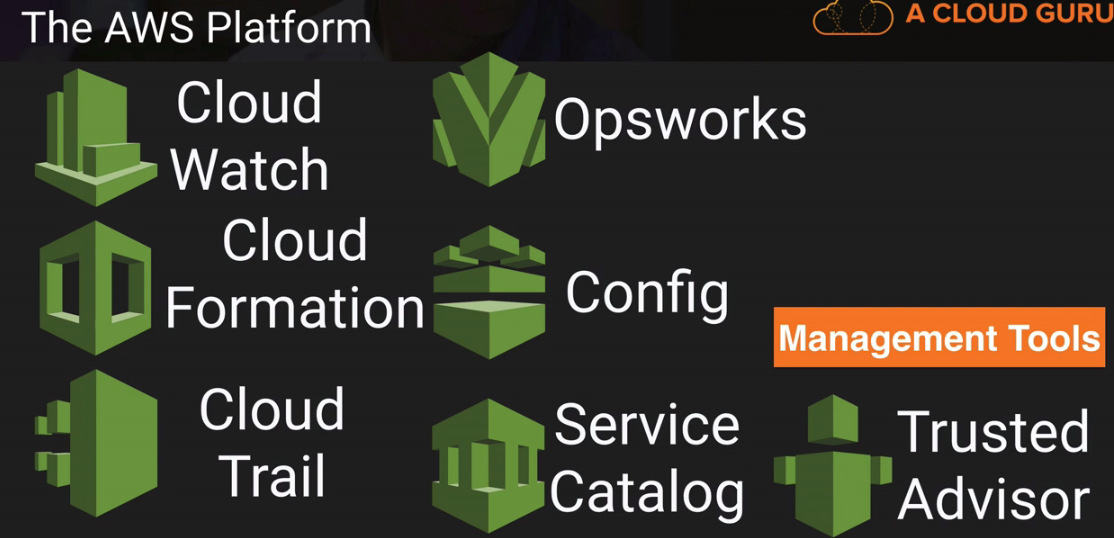 The AWS Platform
A CLOUD GURU
Cloud
Watch
Opsworks
Cloud
Formation
Config
Management Tools
Cloud
Trail
Service
Catalog
Trusted
Advisor